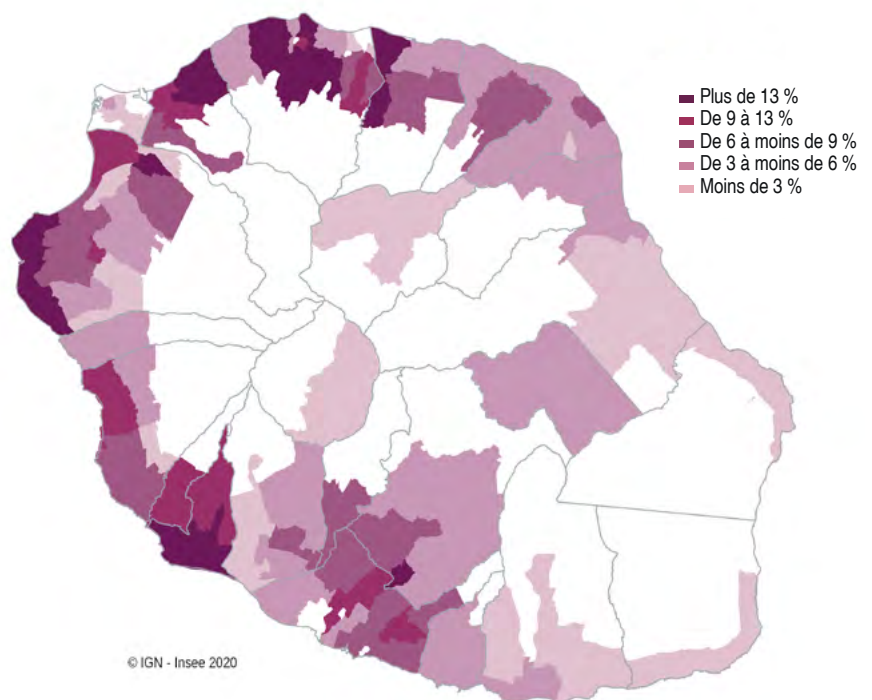 Plus de 13 %
De 9 à 13 %
De 6 à moins de 9 %
De 3 à moins de 6 %
Moins de 3 %
© IGN - Insee 2020